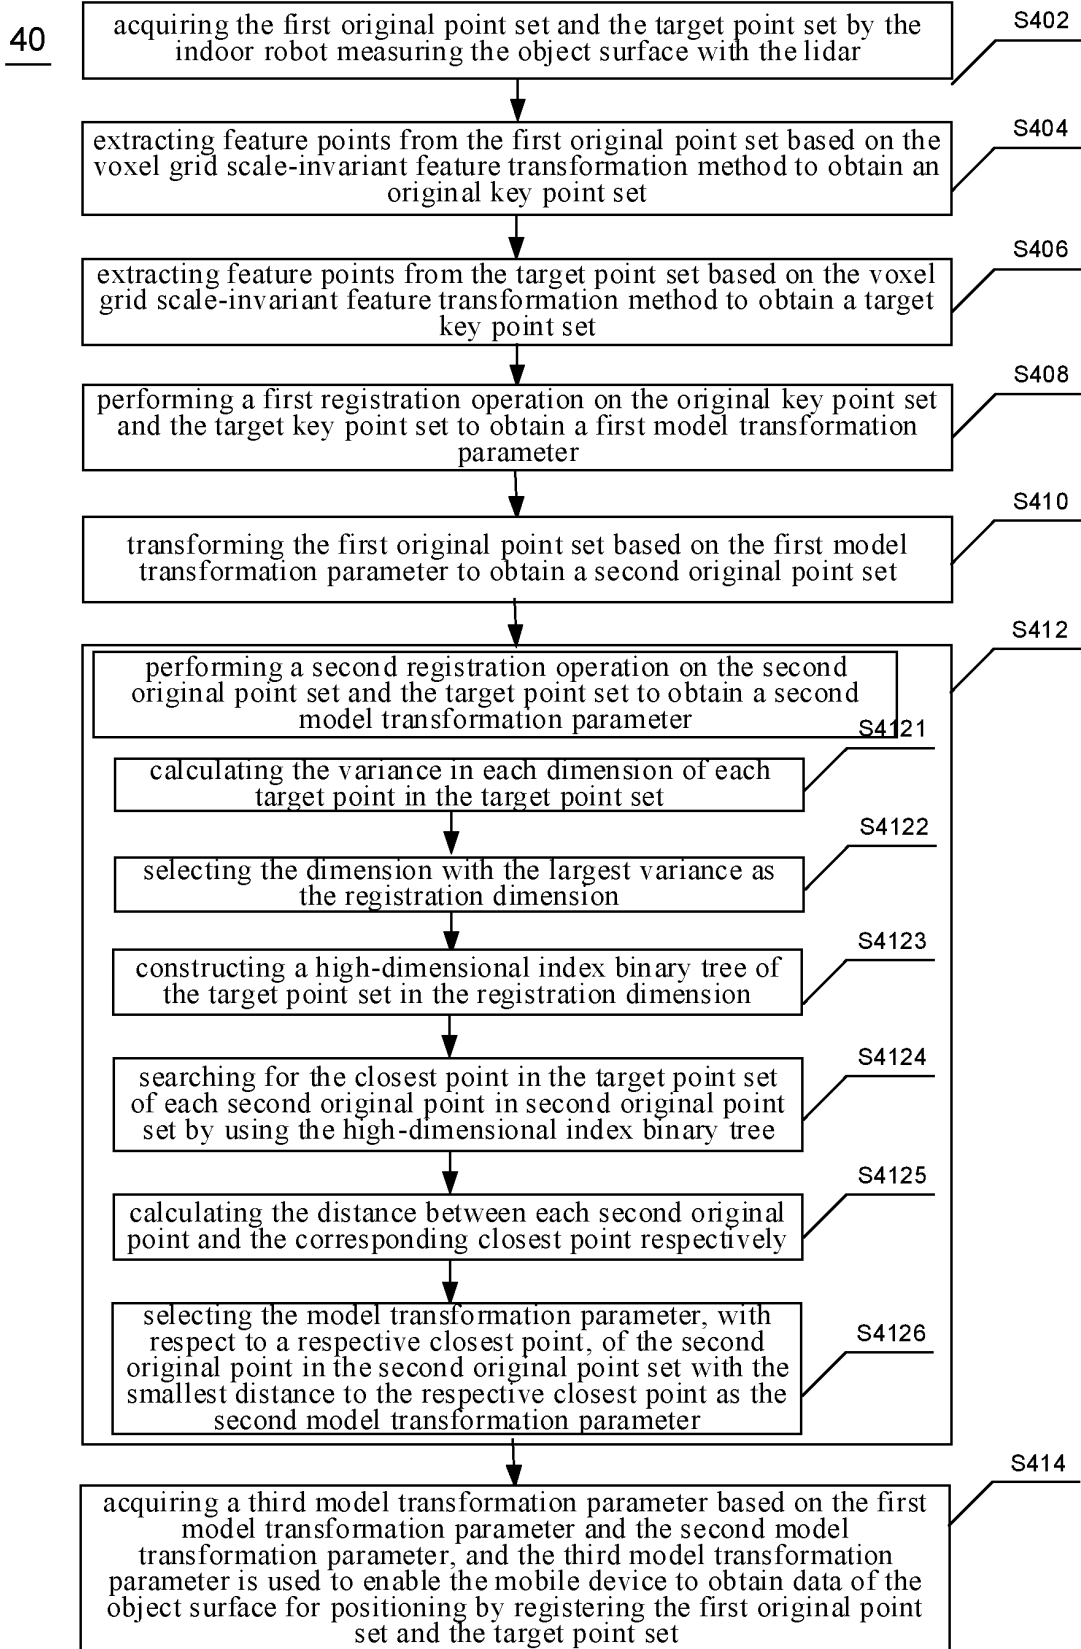 40
acquiring the first original point set and the target point set by the
indoor robot measuring the object surface with the lidar
S402
extracting feature points from the first original point set based on the
voxel grid scale-invariant feature transformation method to obtain an
original key point set
S404
extracting feature points from the target point set based on the voxel
grid scale-invariant feature transformation method to obtain a target
key point set
S406
performing a first registration operation on the original key point set
and the target key point set to obtain a first model transformation
parameter
S408
transforming the first original point set based on the first model
transformation parameter to obtain a second original point set
S410
performing a second registration operation on the second
original point set and the target point set to obtain a second
model transformation parameter
S412
calculating the variance in each dimension of each
target point in the target point set
S4121
selecting the dimension with the largest variance as
the registration dimension
S4122
constructing a high-dimensional index binary tree of
the target point set in the registration dimension
S4123
searching for the closest point in the target point set
of each second original point in second original point
set by using the high-dimensional index binary tree
S4124
calculating the distance between each second original
point and the corresponding closest point respectively
S4125
selecting the model transformation parameter, with
respect to a respective closest point, of the second
original point in the second original point set with the
smallest distance to the respective closest point as the
second model transformation parameter
S4126
acquiring a third model transformation parameter based on the first
model transformation parameter and the second model
transformation parameter, and the third model transformation
parameter is used to enable the mobile device to obtain data of the
object surface for positioning by registering the first original point
set and the target point set
S414